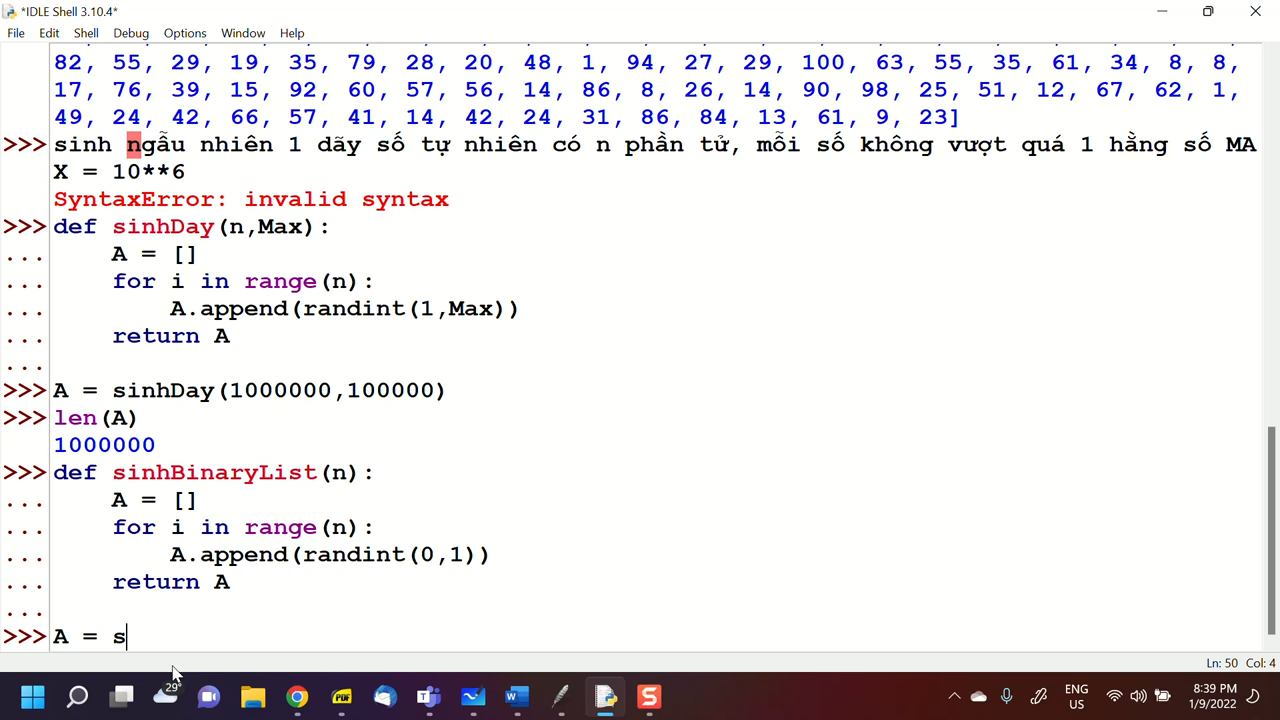 *IDLE Shell 3.10.4*
File Edit Shell Debug Options Window Help
82, 55, 29, 19, 35, 79, 28, 20, 48, 1, 94, 27, 29, 100, 63, 55, 35, 61, 34, 8, 8,
17, 76, 39, 15, 92, 60, 57, 56, 14, 86, 8, 26, 14, 90, 98, 25, 51, 12, 67, 62, 1,
49, 24, 42, 66, 57, 41, 14, 42, 24, 31, 86, 84, 13, 61, 9, 23]
>>> sinh ngẫu nhiên 1 dãy số tự nhiên có n phần tử, mỗi số không vượt quá 1 hằng số MA
X = 10**6
SyntaxError: invalid syntax
>>> def sinhDay(n,Max):
... A = []
... for i in range(n):
... A.append(randint(1,Max))
... return A
...
>>> A = sinhDay(1000000,100000)
>>> len(A)
1000000
>>> def sinhBinaryList(n):
... A = []
... for i in range(n):
... A.append(randint(0,1))
... return A
...
>>> A = s
Ln: 50 Col: 4
29°
PDF
ENG
US
8:39 PM
1/9/2022